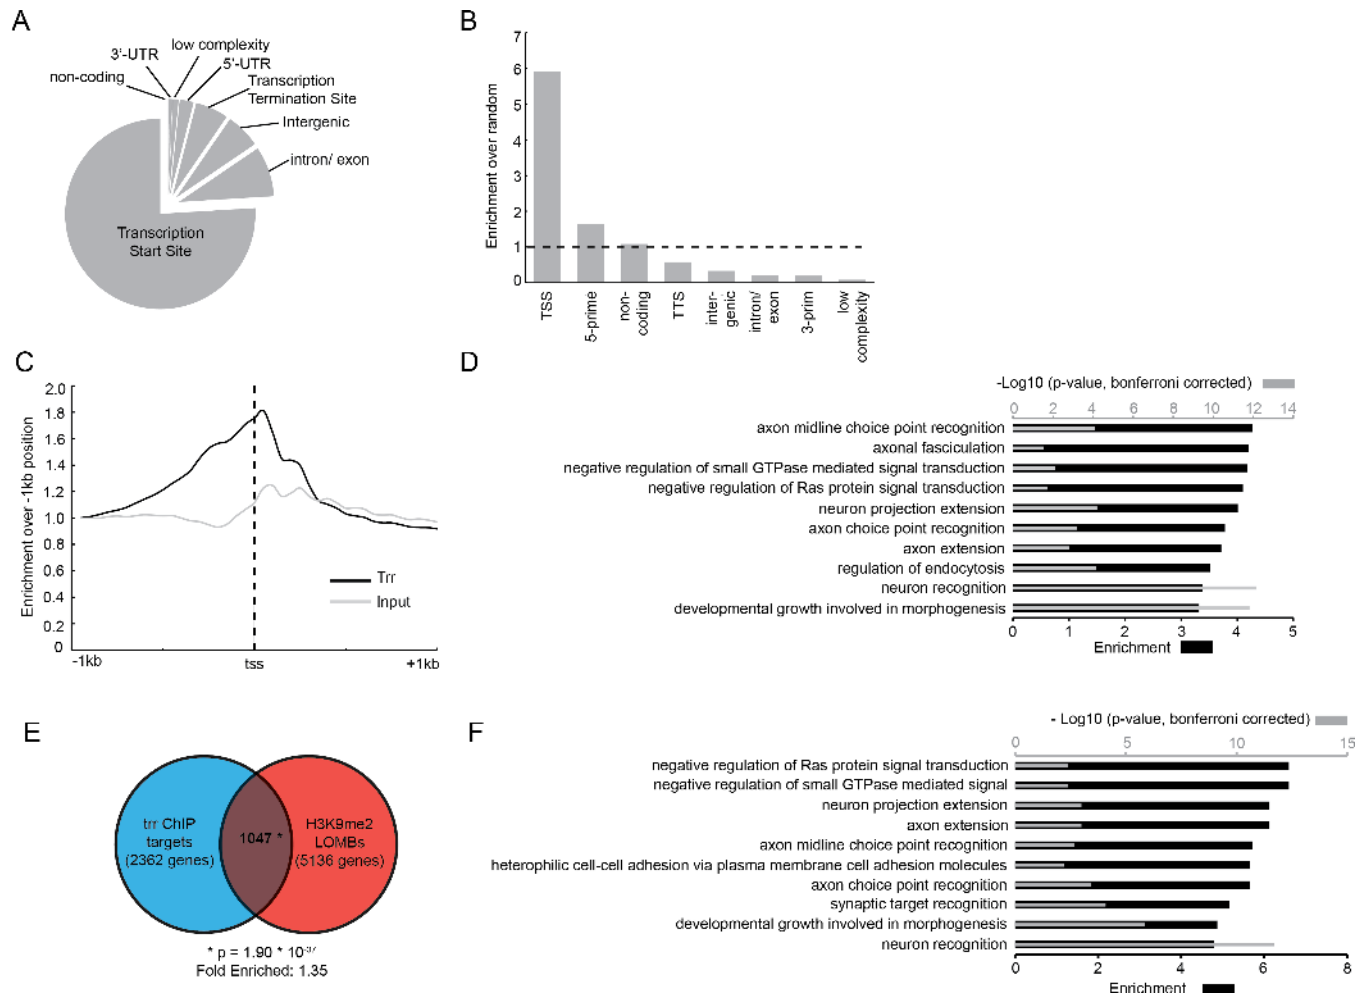 A
3'-UTR
low complexity
5'-UTR
non-coding
Transcription
Termination Site
Intergenic
intron/ exon
Transcription
Start Site
B
Enrichment over random
7
6
5
4
3
2
1
0
TSS
5-prime
non-
coding
TTS
inter-
genic
intron/
exon
3-prim
low
complexity
C
Enrichment over -1kb position
2.0
1.8
1.6
1.4
1.2
1.0
0.8
0.6
0.4
0.2
0
Trr
Input
-1kb
tss
+1kb
D
-Log10 (p-value, bonferroni corrected)
0 2 4 6 8 10 12 14
axon midline choice point recognition
axonal fasciculation
negative regulation of small GTPase mediated signal transduction
negative regulation of Ras protein signal transduction
neuron projection extension
axon choice point recognition
axon extension
regulation of endocytosis
neuron recognition
developmental growth involved in morphogenesis
0 1 2 3 4 5
Enrichment
E
trr ChIP
targets
(2362 genes)
1047 *
H3K9me2
LOMBs
(5136 genes)
* p = 1.90 * 10⁻³⁷
Fold Enriched: 1.35
F
- Log10 (p-value, bonferroni corrected)
0 5 10 15
negative regulation of Ras protein signal transduction
negative regulation of small GTPase mediated signal
neuron projection extension
axon extension
axon midline choice point recognition
heterophilic cell-cell adhesion via plasma membrane cell adhesion molecules
axon choice point recognition
synaptic target recognition
developmental growth involved in morphogenesis
neuron recognition
0 2 4 6 8
Enrichment